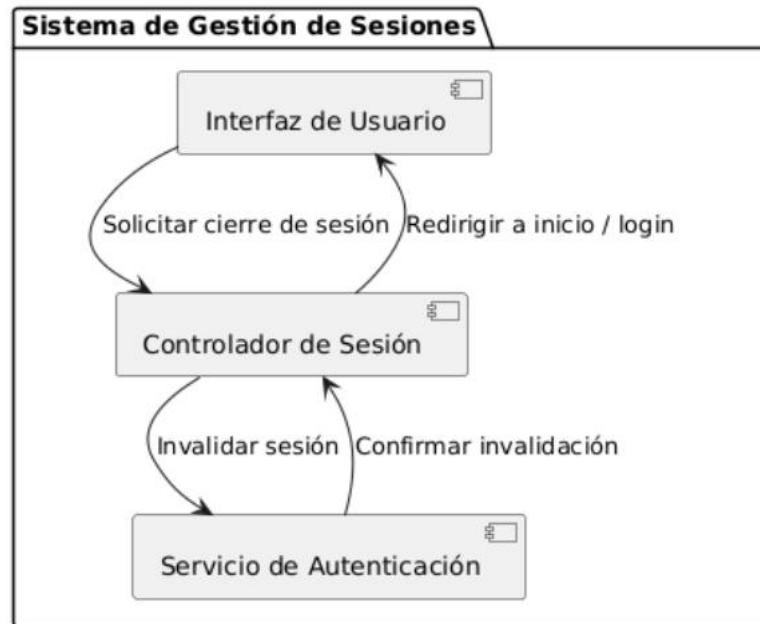 Sistema de Gestión de Sesiones
Interfaz de Usuario
Solicitar cierre de sesión
Redirigir a inicio / login
Controlador de Sesión
Invalidar sesión
Confirmar invalidación
Servicio de Autenticación